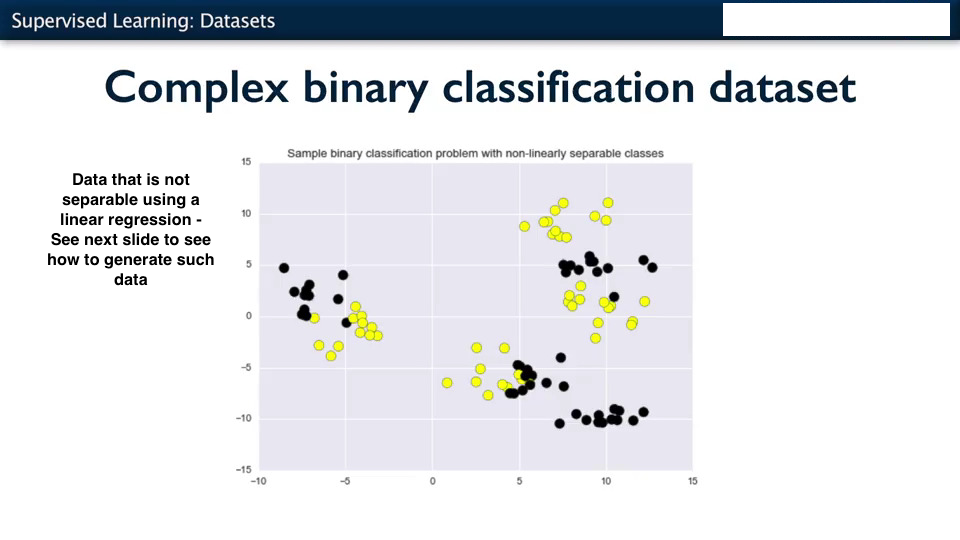 Supervised Learning: Datasets
Complex binary classification dataset
Data that is not
separable using a
linear regression -
See next slide to see
how to generate such
data
Sample binary classification problem with non-linearly separable classes
15
10
5
0
−5
−10
−15
−10
−5
0
5
10
15